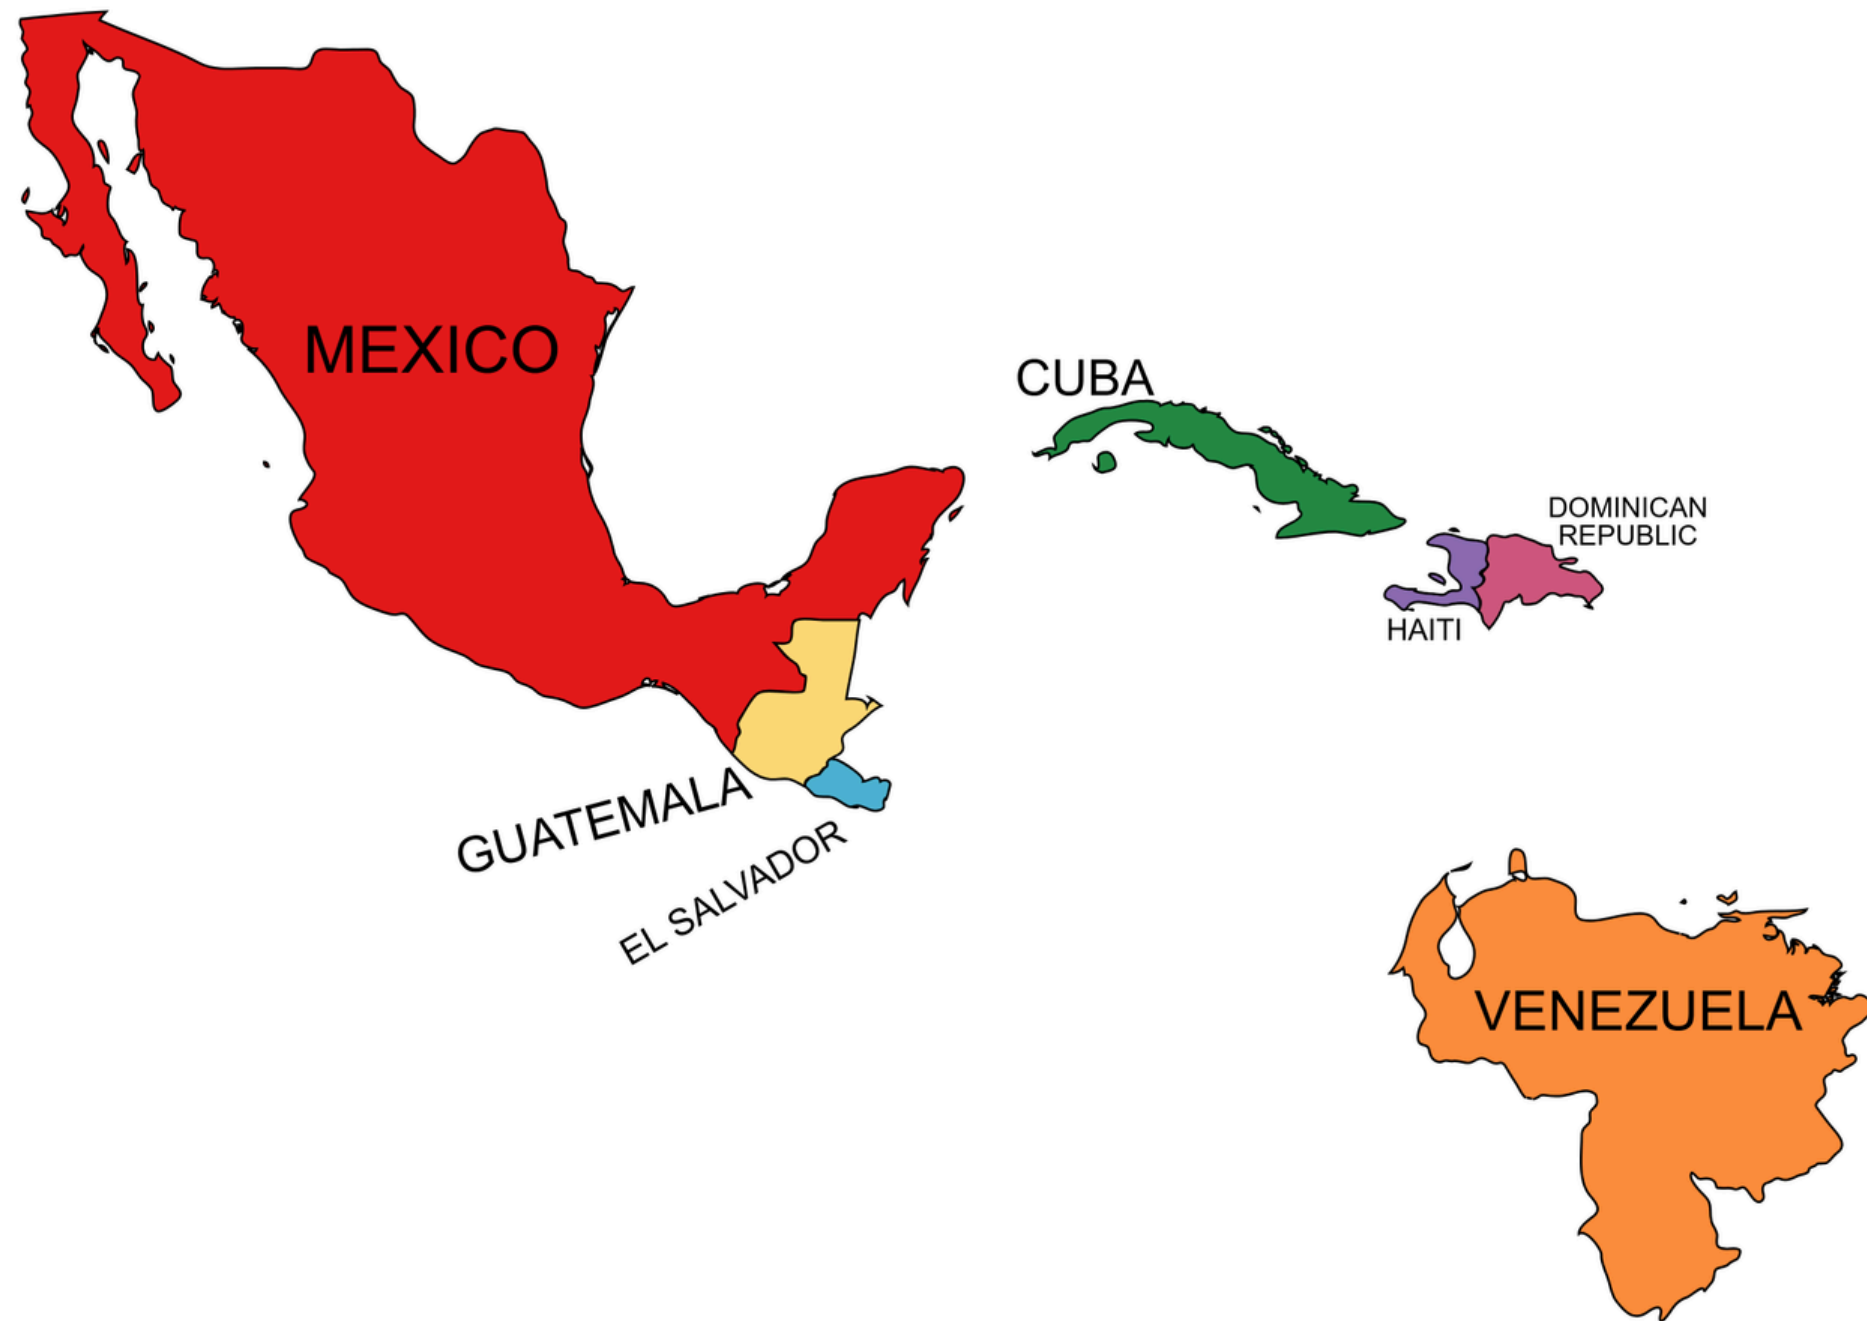 MEXICO
CUBA
DOMINICAN
REPUBLIC
HAITI
GUATEMALA
EL SALVADOR
VENEZUELA